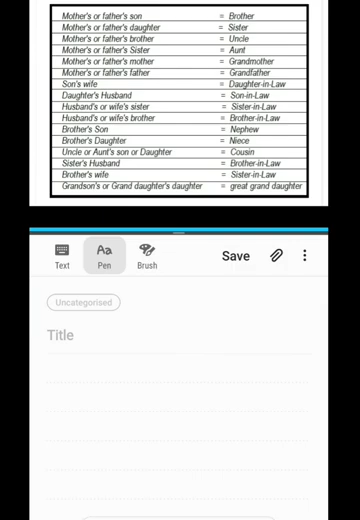 Mother's or father's son = Brother
Mother's or father's daughter = Sister
Mother's or father's brother = Uncle
Mother's or father's Sister = Aunt
Mother's or father's mother = Grandmother
Mother's or father's father = Grandfather
Son's wife = Daughter-in-Law
Daughter's Husband = Son-in-Law
Husband's or wife's sister = Sister-in-Law
Husband's or wife's brother = Brother-in-Law
Brother's Son = Nephew
Brother's Daughter = Niece
Uncle or Aunt's son or Daughter = Cousin
Sister's Husband = Brother-in-Law
Brother's wife = Sister-in-Law
Grandson's or Grand daughter's daughter = great grand daughter
Aa
Text Pen Brush Save
Uncategorised
Title